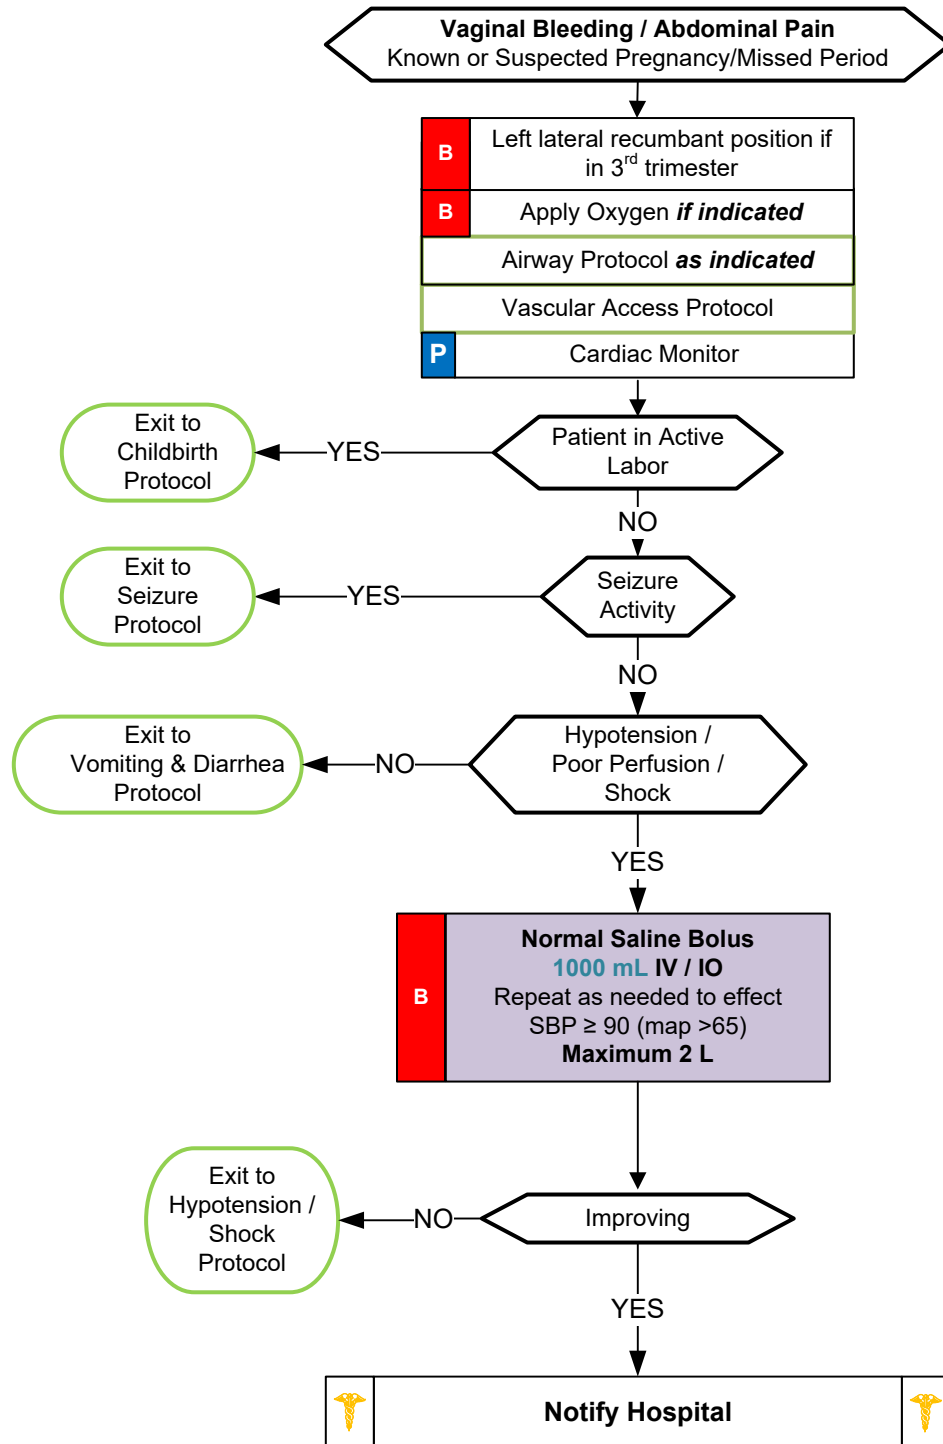 Vaginal Bleeding / Abdominal Pain
Known or Suspected Pregnancy/Missed Period
B
Left lateral recumbant position if
in 3rd trimester
B
Apply Oxygen if indicated
Airway Protocol as indicated
Vascular Access Protocol
P
Cardiac Monitor
Patient in Active
Labor
YES
Exit to
Childbirth
Protocol
NO
Seizure
Activity
YES
Exit to
Seizure
Protocol
NO
Hypotension /
Poor Perfusion /
Shock
NO
Exit to
Vomiting & Diarrhea
Protocol
YES
B
Normal Saline Bolus
1000 mL IV / IO
Repeat as needed to effect
SBP ≥ 90 (map >65)
Maximum 2 L
Improving
NO
Exit to
Hypotension /
Shock
Protocol
YES
Notify Hospital